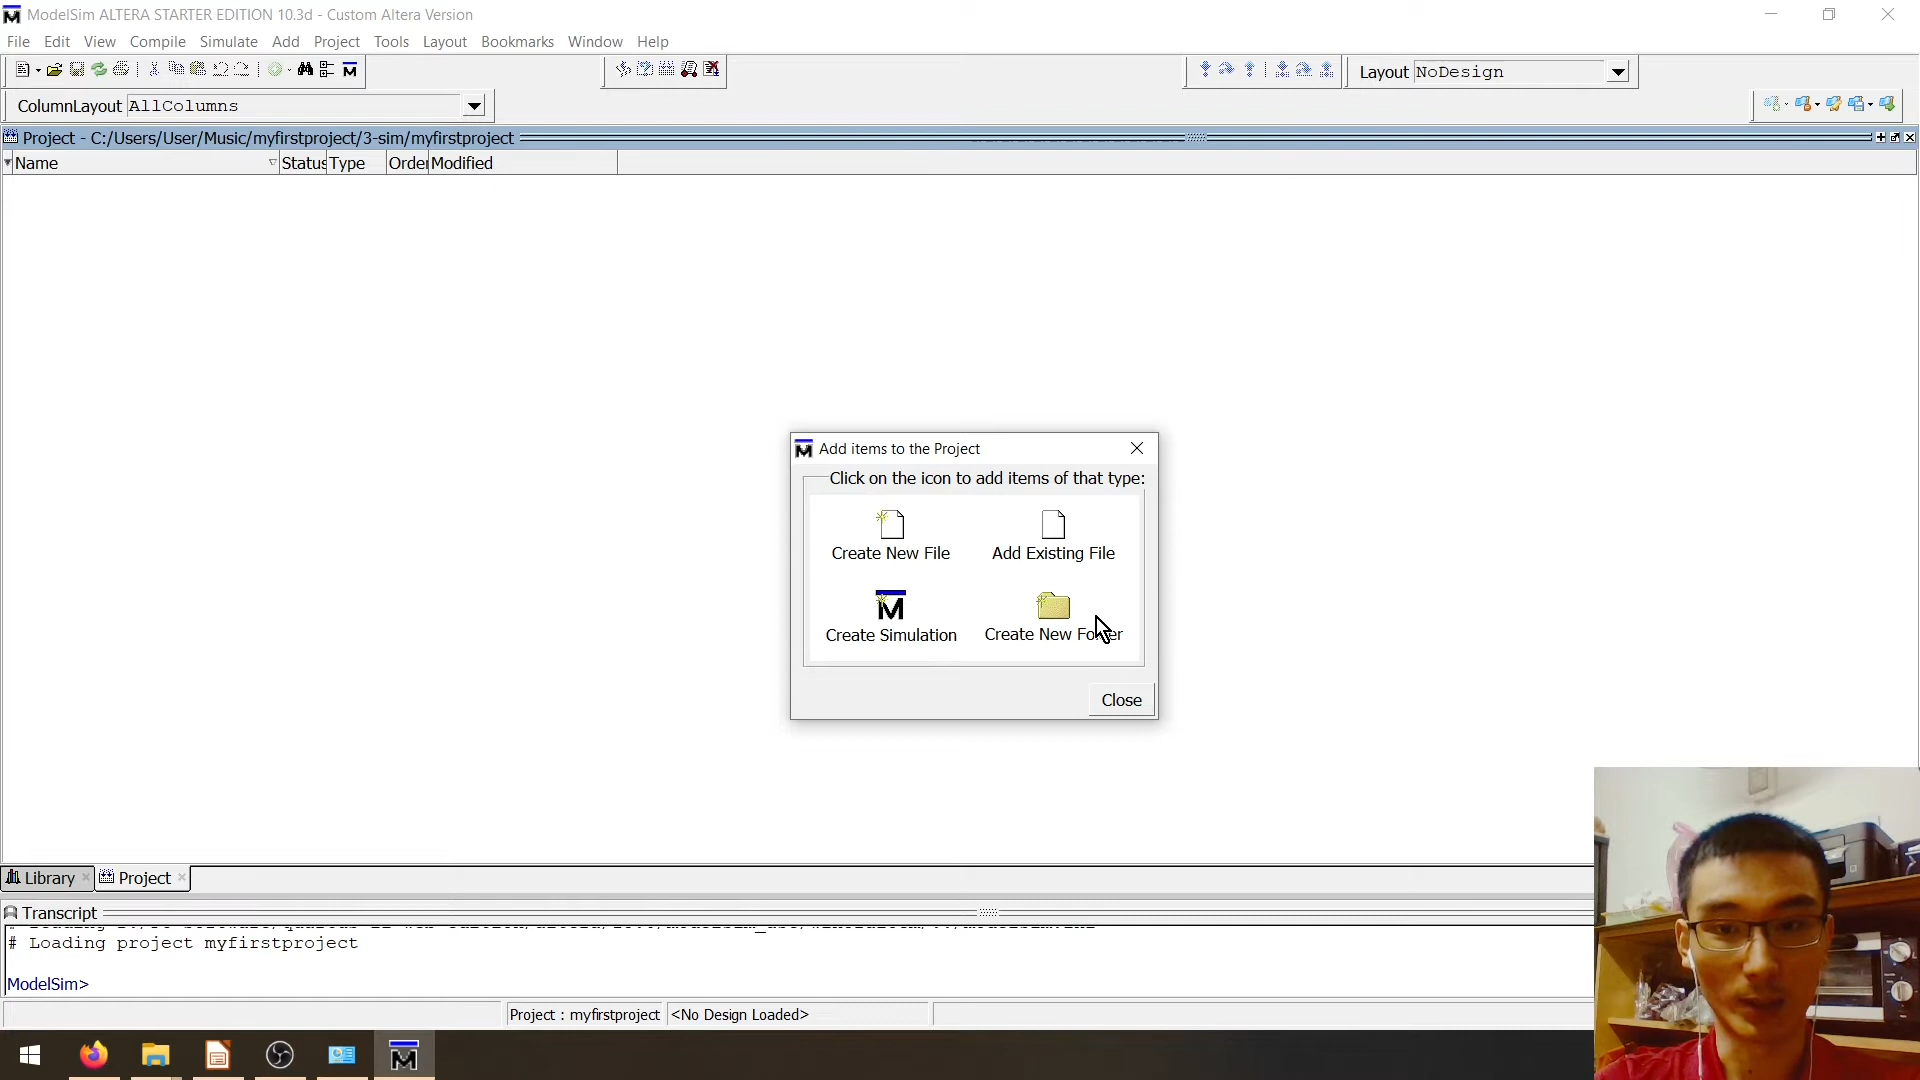 ModelSim ALTERA STARTER EDITION 10.3d - Custom Altera Version
File Edit View Compile Simulate Add Project Tools Layout Bookmarks Window Help
Layout NoDesign
ColumnLayout AllColumns
Project - C:/Users/User/Music/myfirstproject/3-sim/myfirstproject
Name Status Type Order Modified
Add items to the Project
Click on the icon to add items of that type:
Create New File Add Existing File
Create Simulation Create New
Close
Library Project
Transcript
# Loading project myfirstproject
ModelSim>
Project : myfirstproject <No Design Loaded>